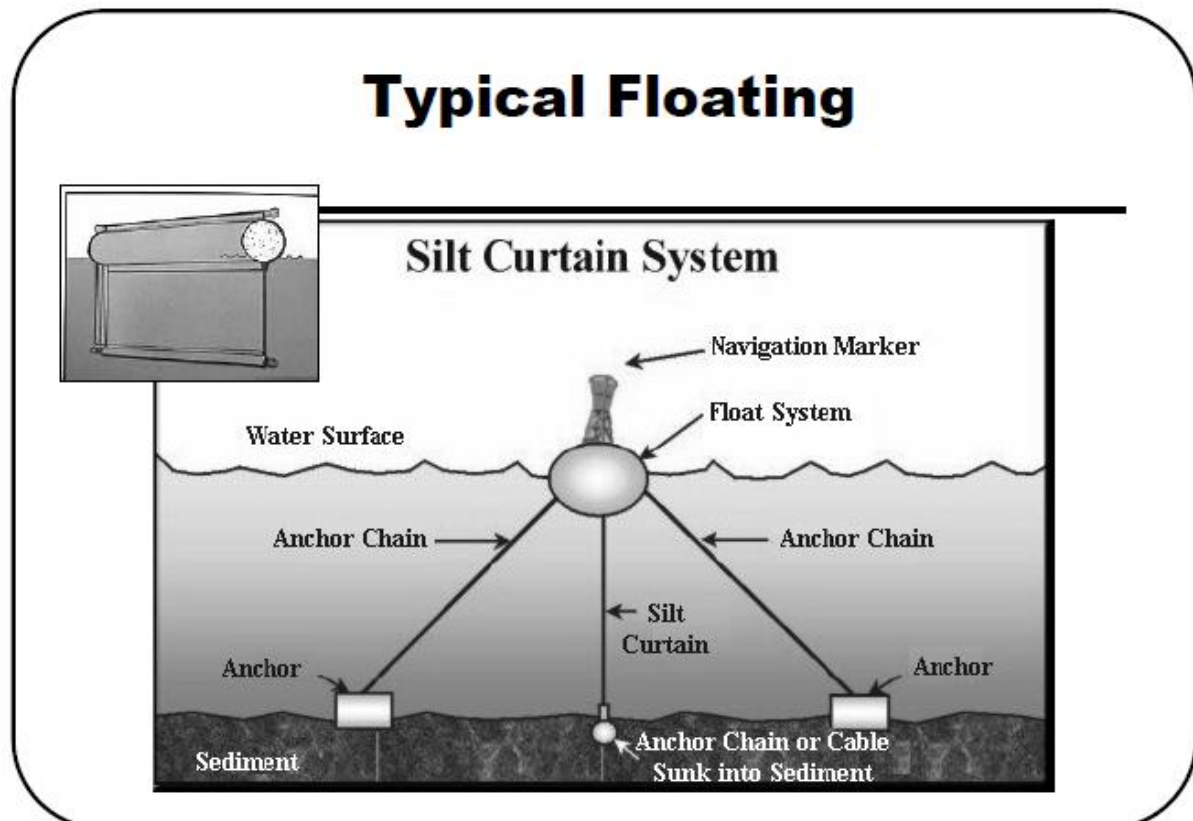 Typical Floating
Silt Curtain System
Navigation Marker
Float System
Water Surface
Anchor Chain
Anchor Chain
Silt
Curtain
Anchor
Anchor
Anchor Chain or Cable
Sunk into Sediment
Sediment